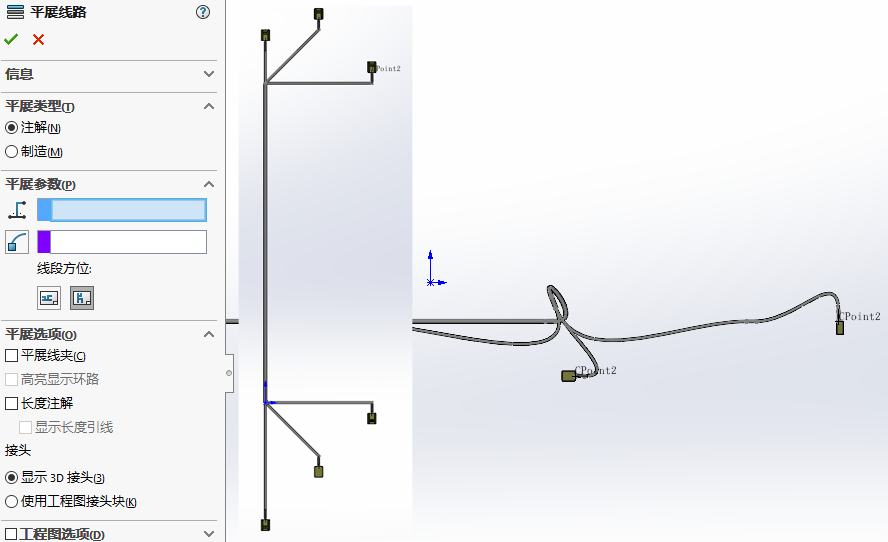 平展线路
信息
平展类型(T)
注解(N)
制造(M)
平展参数(P)
线段方位:
平展选项(O)
平展线夹(C)
高亮显示环路
长度注解
显示长度引线
接头
显示 3D 接头(3)
使用工程图接头块(K)
工程图选项(D)
Point2
CPoint2
CPoint2